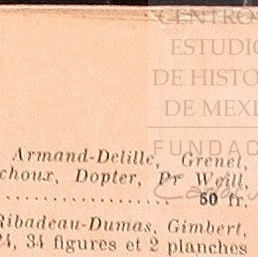 CENTRO
ESTUDIO
DE HISTO
DE MEXI
FUNDAC
Armand-Delille, Grenet,
choux, Dopter, Pr Weill,
50 fr.
Ribadeau-Dumas, Gimbert,
24, 34 figures et 2 planches